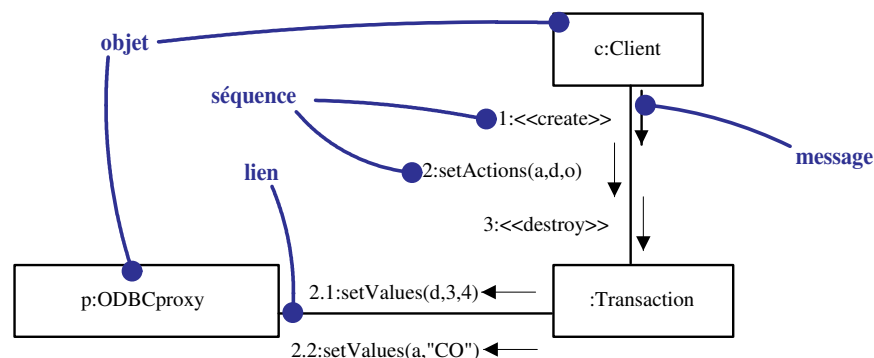 objet
c:Client
séquence
1:<<create>>
message
lien
2:setActions(a,d,o)
3:<<destroy>>
p:ODBCproxy
2.1:setValues(d,3,4)
:Transaction
2.2:setValues(a,"CO")